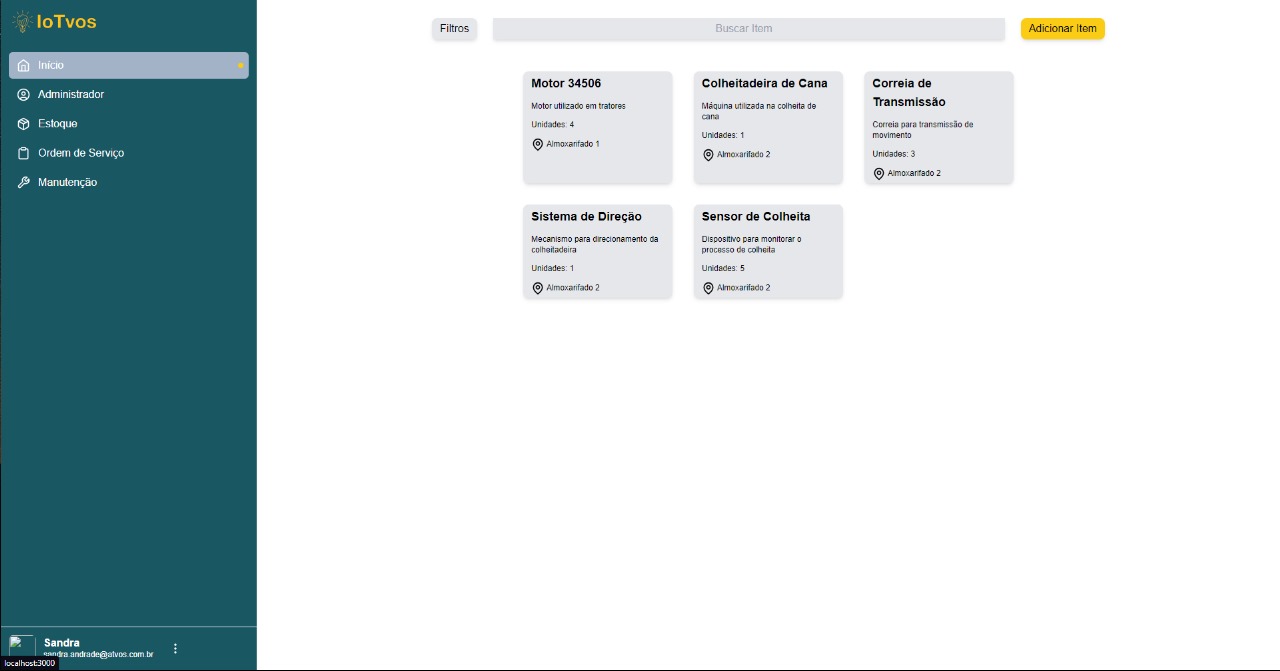 IoTvos
Início
Administrador
Estoque
Ordem de Serviço
Manutenção
Sandra
sandra.andrade@atvos.com.br
localhost:3000
Filtros
Buscar Item
Adicionar Item
Motor 34506
Motor utilizado em tratores
Unidades: 4
Almoxarifado 1
Colheitadeira de Cana
Máquina utilizada na colheita de
cana
Unidades: 1
Almoxarifado 2
Correia de
Transmissão
Correia para transmissão de
movimento
Unidades: 3
Almoxarifado 2
Sistema de Direção
Mecanismo para direcionamento da
colheitadeira
Unidades: 1
Almoxarifado 2
Sensor de Colheita
Dispositivo para monitorar o
processo de colheita
Unidades: 5
Almoxarifado 2